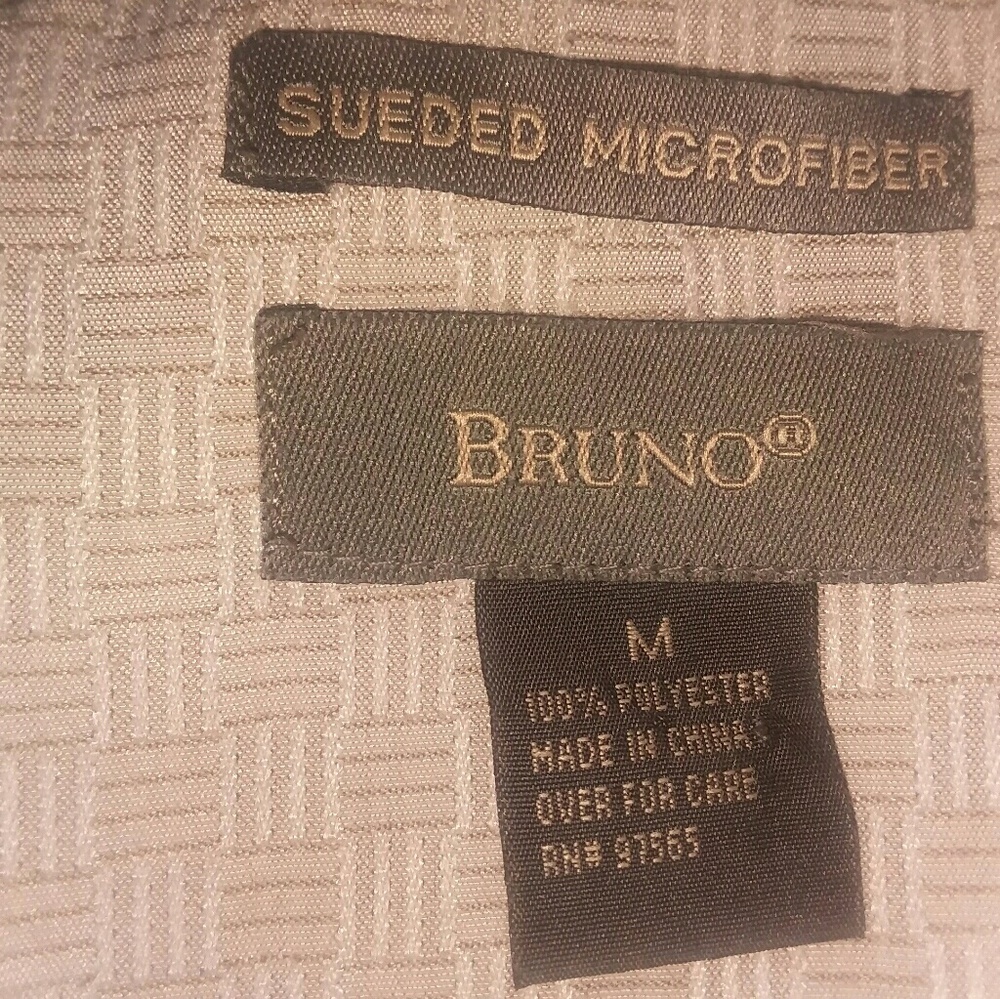 SUEDED MICROFIBER
BRUNO®
M
100% POLYESTER
MADE IN CHINA
OVER FOR CARE
RN# 97565